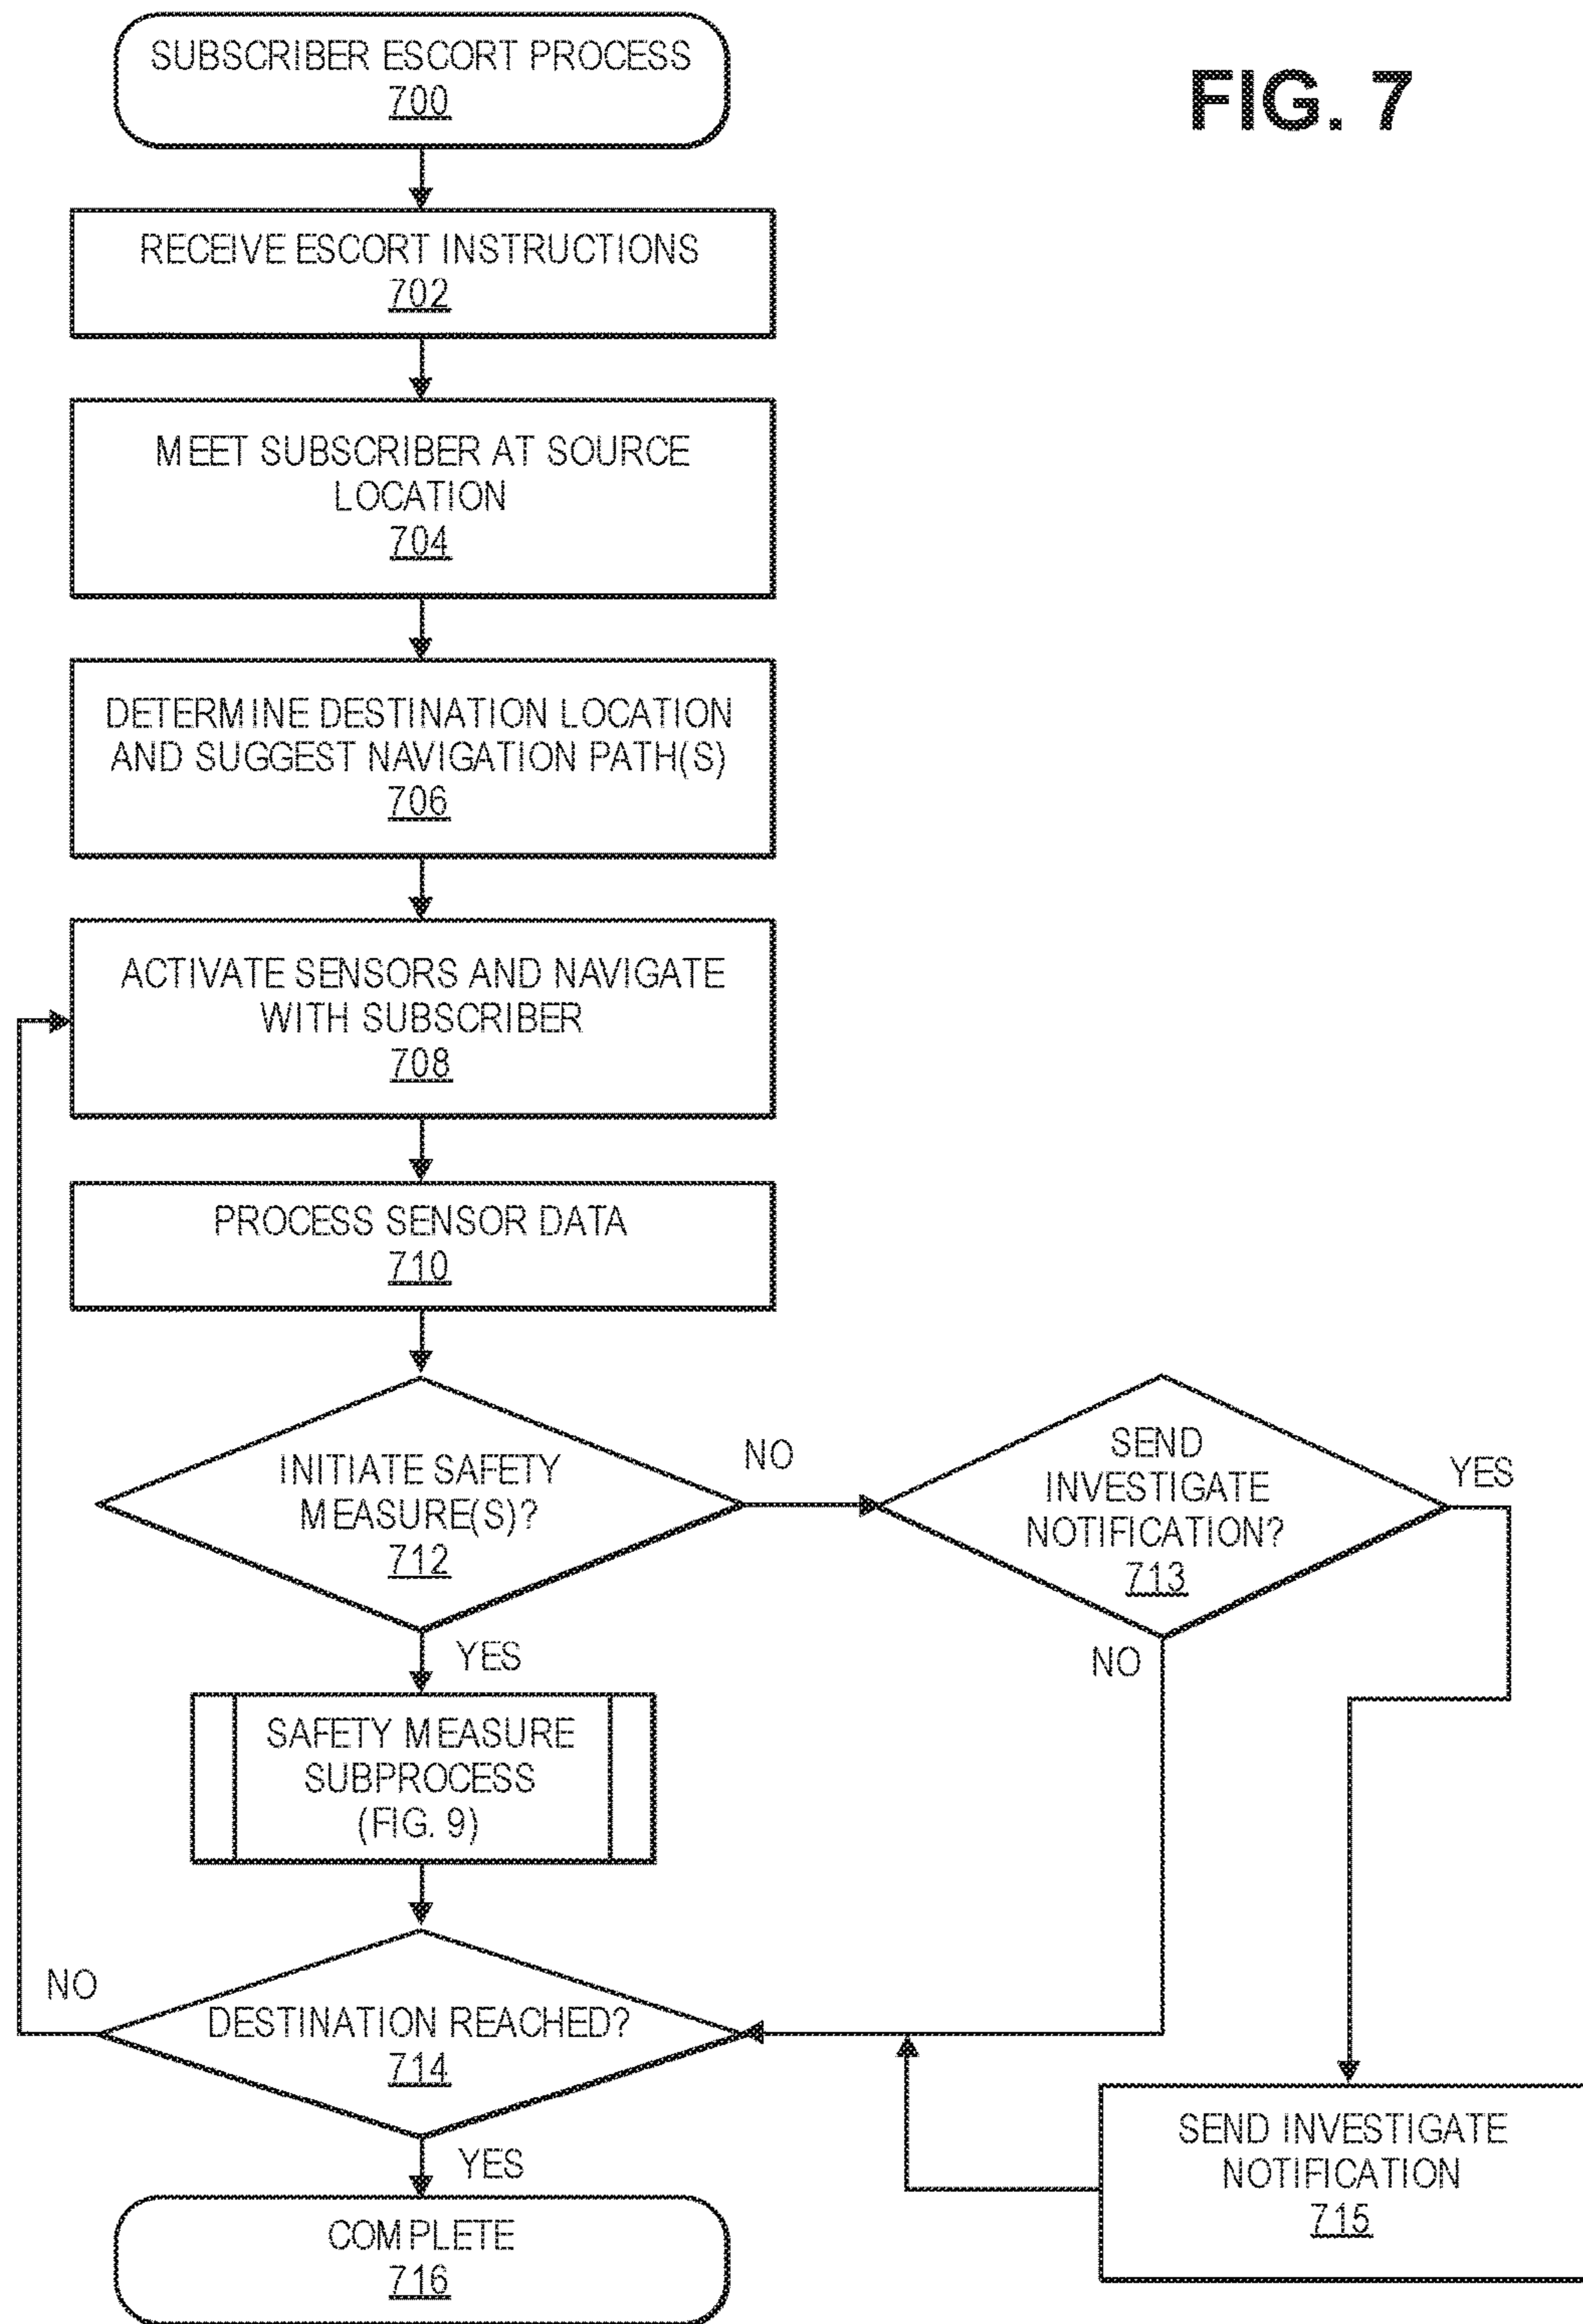 SUBSCRIBER ESCORT PROCESS
700
FIG. 7
RECEIVE ESCORT INSTRUCTIONS
702
MEET SUBSCRIBER AT SOURCE
LOCATION
704
DETERMINE DESTINATION LOCATION
AND SUGGEST NAVIGATION PATH(S)
706
ACTIVATE SENSORS AND NAVIGATE
WITH SUBSCRIBER
708
PROCESS SENSOR DATA
710
INITIATE SAFETY
MEASURE(S)?
712
NO
SEND
INVESTIGATE
NOTIFICATION?
713
YES
NO
YES
SAFETY MEASURE
SUBPROCESS
(FIG. 9)
NO
DESTINATION REACHED?
714
SEND INVESTIGATE
NOTIFICATION
715
YES
COMPLETE
716